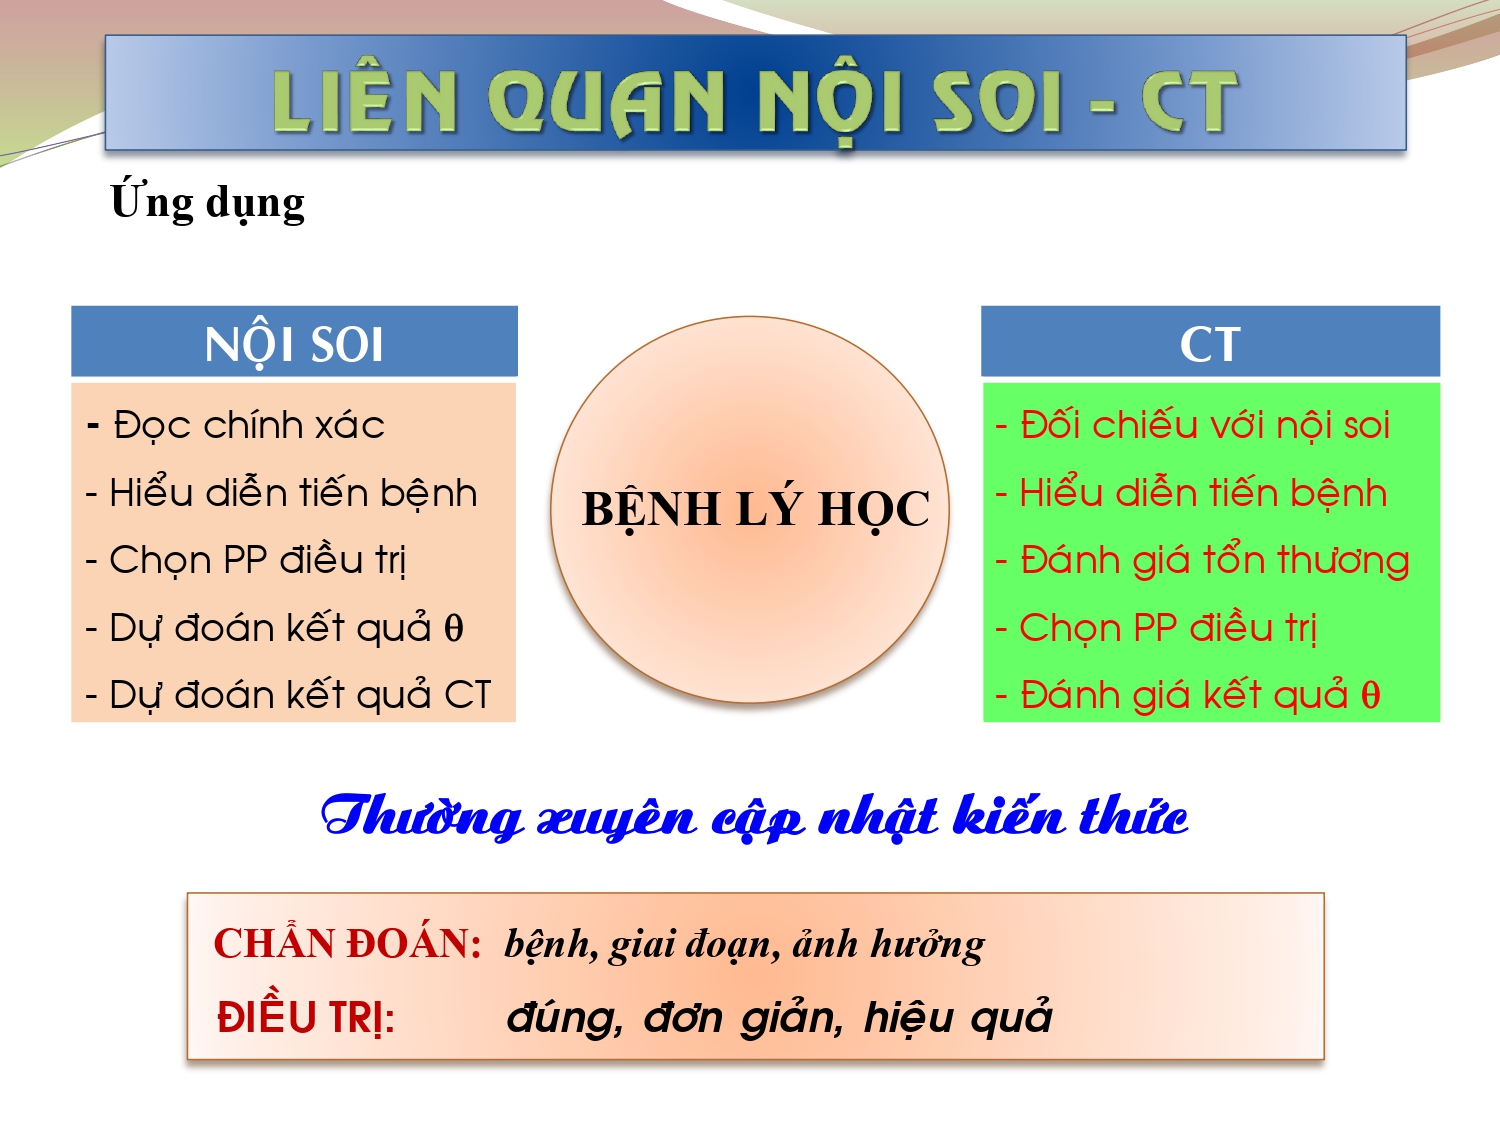 LIÊN QUAN NỘI SOI - CT
Ứng dụng
NỘI SOI
- Đọc chính xác
- Hiểu diễn tiến bệnh
- Chọn PP điều trị
- Dự đoán kết quả θ
- Dự đoán kết quả CT
BỆNH LÝ HỌC
CT
- Đối chiếu với nội soi
- Hiểu diễn tiến bệnh
- Đánh giá tổn thương
- Chọn PP điều trị
- Đánh giá kết quả θ
Thường xuyên cập nhật kiến thức
CHẨN ĐOÁN: bệnh, giai đoạn, ảnh hưởng
ĐIỀU TRỊ: đúng, đơn giản, hiệu quả